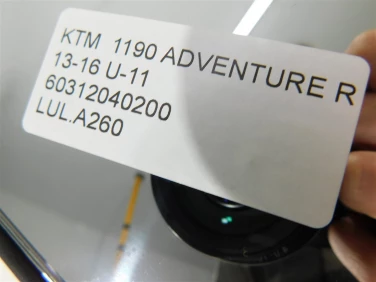 KTM 1190 ADVENTURE R
13-16 U-11
60312040200
LUL.A260